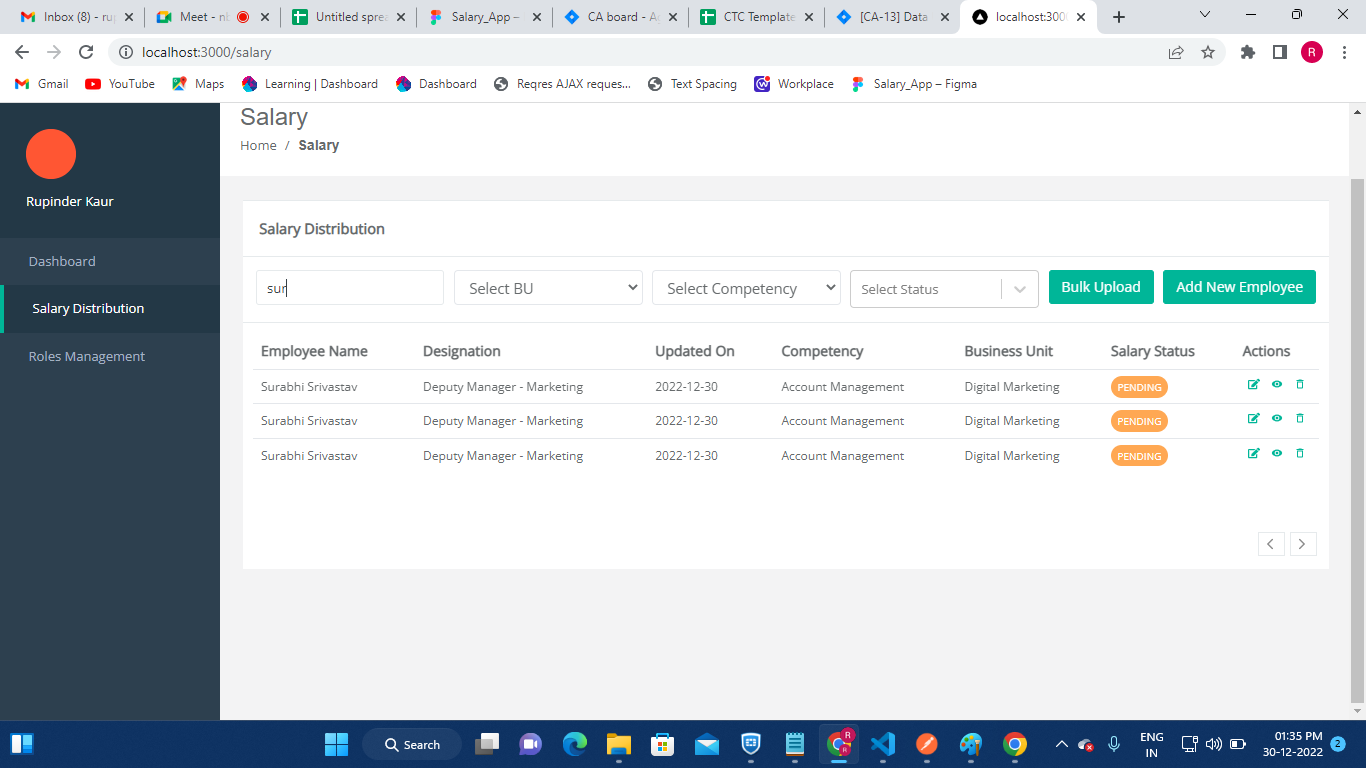 Inbox (8) - rup
Meet - nb
Untitled sprea
Salary_App –
CA board - Ag
CTC Template
[CA-13] Data
localhost:300
localhost:3000/salary
R
Gmail
YouTube
Maps
Learning | Dashboard
Dashboard
Reqres AJAX reques...
Text Spacing
Workplace
Salary_App – Figma
Rupinder Kaur
Dashboard
Salary Distribution
Roles Management
Salary
Home / Salary
Salary Distribution
sur
Select BU
Select Competency
Select Status
Bulk Upload
Add New Employee
Employee Name Designation Updated On Competency Business Unit Salary Status Actions
Surabhi Srivastav Deputy Manager - Marketing 2022-12-30 Account Management Digital Marketing PENDING
Surabhi Srivastav Deputy Manager - Marketing 2022-12-30 Account Management Digital Marketing PENDING
Surabhi Srivastav Deputy Manager - Marketing 2022-12-30 Account Management Digital Marketing PENDING
Search
R
ENG
IN
01:35 PM
30-12-2022
2